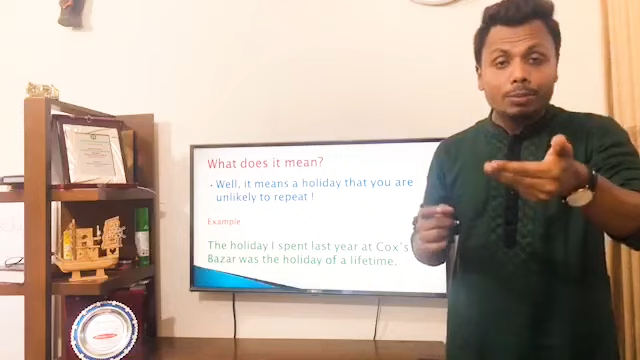 What does it mean?
• Well, it means a holiday that you are
unlikely to repeat !
Example
The holiday I spent last year at Cox's
Bazar was the holiday of a lifetime.